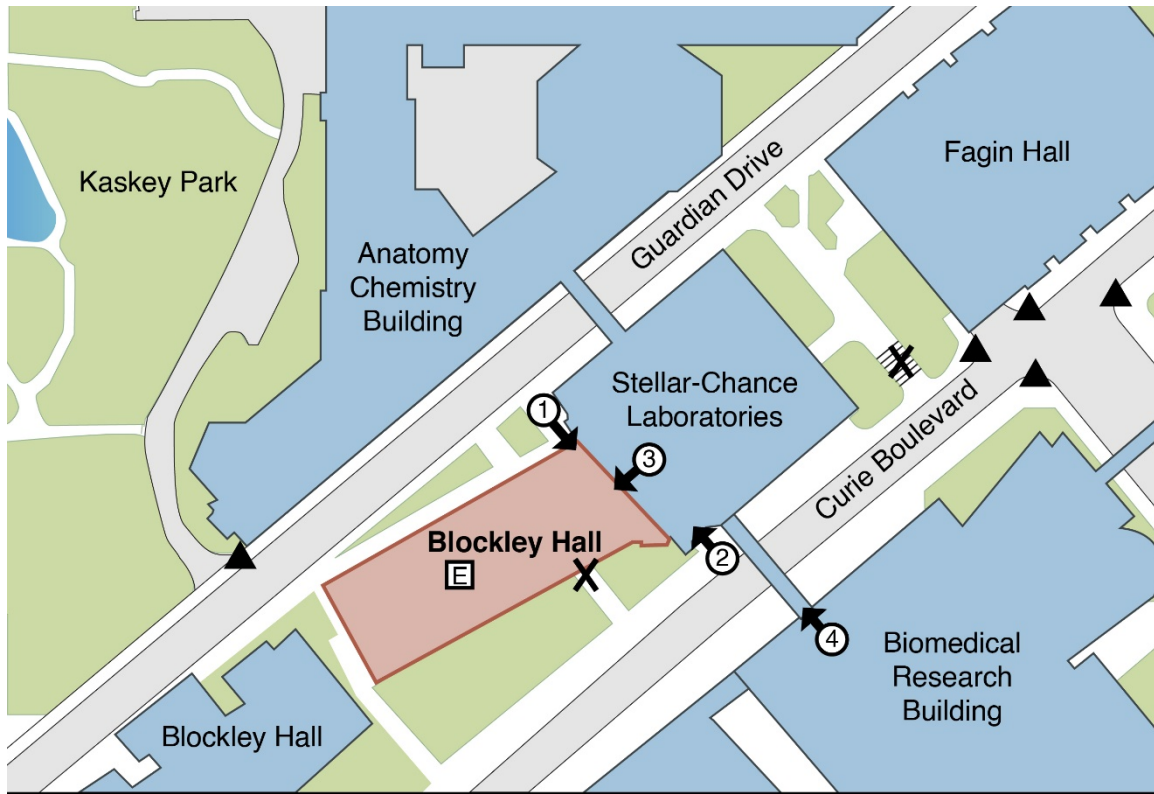 Kaskey Park
Anatomy
Chemistry
Building
Guardian Drive
Fagin Hall
Stellar-Chance
Laboratories
1
3
Curie Boulevard
Blockley Hall
E
2
4
Biomedical
Research
Building
Blockley Hall